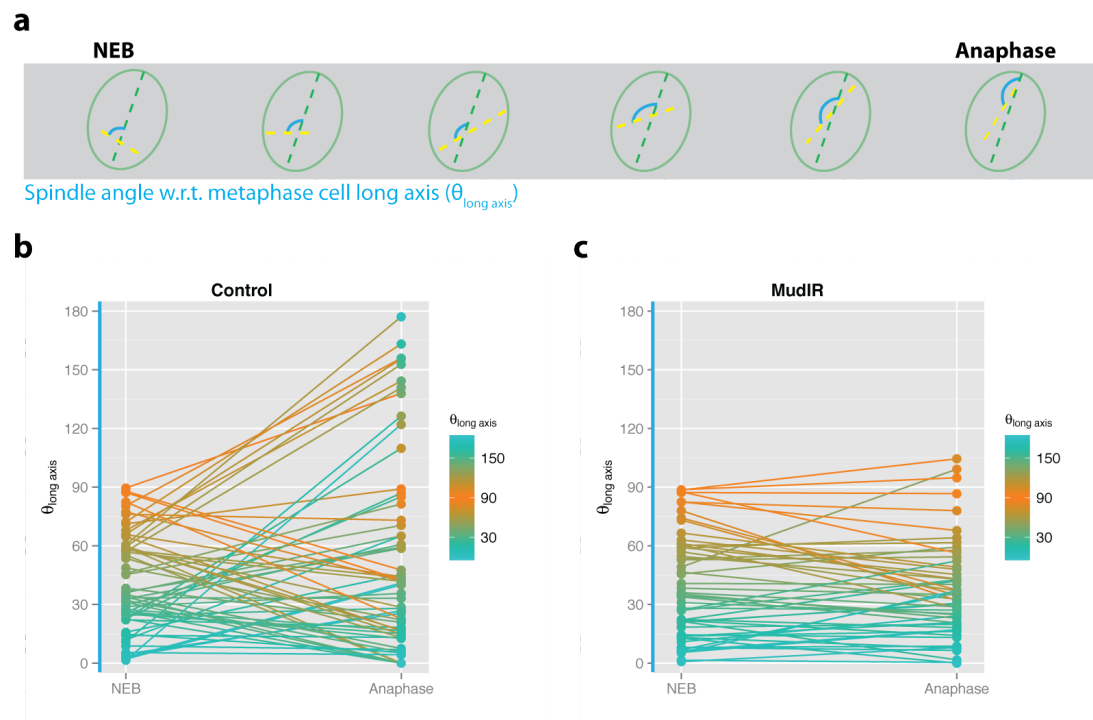 a
NEB
Anaphase
Spindle angle w.r.t. metaphase cell long axis (θlong axis)
b
c
Control
MudIR
180
150
120
90
60
30
0
θlong axis
NEB
Anaphase
θlong axis
150
90
30
180
150
120
90
60
30
0
θlong axis
NEB
Anaphase
θlong axis
150
90
30